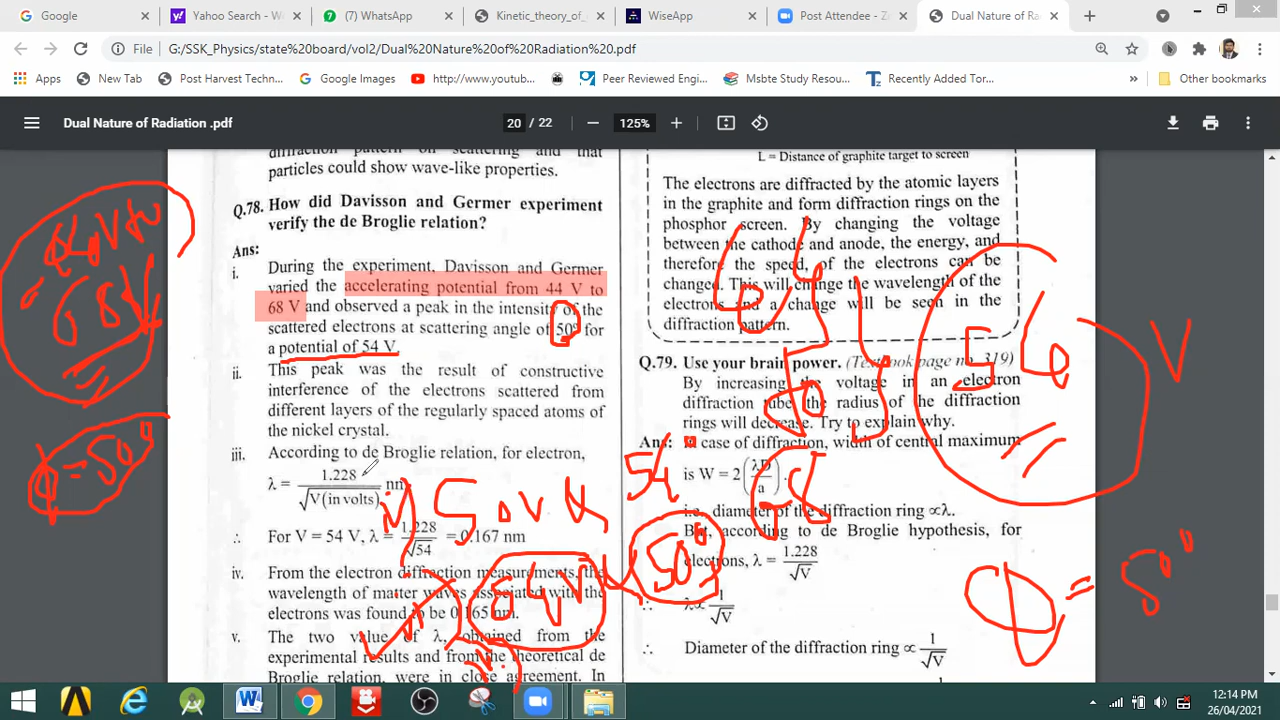 Google
Yahoo Search -
(7) WhatsApp
Kinetic_theory_of_
WiseApp
Post Attendee - Ze
Dual Nature of Radi
File | G:/SSK_Physics/state%20board/vol2/Dual%20Nature%20of%20Radiation%20.pdf
Apps
New Tab
Post Harvest Techn...
Google Images
http://www.youtube...
Peer Reviewed Engi...
Msbte Study Resou...
Recently Added Tor...
»
Other bookmarks
Dual Nature of Radiation .pdf
20 / 22
125%
particles could show wave-like properties.
Q.78. How did Davisson and Germer experiment
verify the de Broglie relation?
Ans:
i. During the experiment, Davisson and Germer
varied the accelerating potential from 44 V to
68 V and observed a peak in the intensity of the
scattered electrons at scattering angle of 50° for
a potential of 54 V.
ii. This peak was the result of constructive
interference of the electrons scattered from
different layers of the regularly spaced atoms of
the nickel crystal.
iii. According to de Broglie relation, for electron,
λ = 1.228 / √V(in volts) nm
∴ For V = 54 V, λ = 1.228 / √54 = 0.167 nm
iv. From the electron diffraction measurements, the
wavelength of matter waves associated with the
electrons was found to be 0.165 nm.
v. The two value of λ, obtained from the
experimental results and from the theoretical de
Broglie relation, were in close agreement. In
L = Distance of graphite target to screen
The electrons are diffracted by the atomic layers
in the graphite and form diffraction rings on the
phosphor screen. By changing the voltage
between the cathode and anode, the energy, and
therefore the speed, of the electrons can be
changed. This will change the wavelength of the
electrons and a change will be seen in the
diffraction pattern.
Q.79. Use your brain power. (Textbook page no. 319)
By increasing the voltage in an electron
diffraction tube, the radius of the diffraction
rings will decrease. Try to explain why.
Ans: In case of diffraction, width of central maximum
is W = 2(λD / a).
i.e., diameter of the diffraction ring ∝λ.
But, according to de Broglie hypothesis, for
electrons, λ = 1.228 / √V
∴ λ ∝ 1 / √V
∴ Diameter of the diffraction ring ∝ 1 / √V
68V
ϕ = 50°
54
50°
V
ϕ = 50°
12:14 PM
26/04/2021